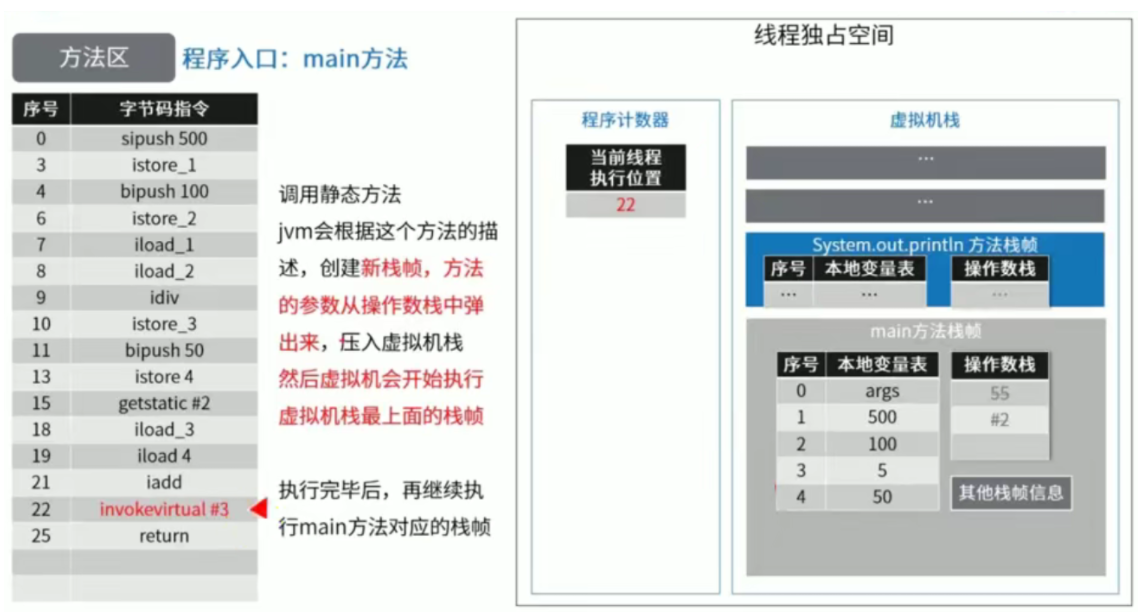 方法区 程序入口：main方法
序号 字节码指令
0 sipush 500
3 istore_1
4 bipush 100
6 istore_2
7 iload_1
8 iload_2
9 idiv
10 istore_3
11 bipush 50
13 istore 4
15 getstatic #2
18 iload_3
19 iload 4
21 iadd
22 invokevirtual #3
25 return
调用静态方法
jvm会根据这个方法的描
述，创建新栈帧，方法
的参数从操作数栈中弹
出来，压入虚拟机栈
然后虚拟机会开始执行
虚拟机栈最上面的栈帧
执行完毕后，再继续执
行main方法对应的栈帧
线程独占空间
程序计数器
当前线程
执行位置
22
虚拟机栈
...
...
System.out.println 方法栈帧
序号 本地变量表 操作数栈
... ... ...
main方法栈帧
序号 本地变量表 操作数栈
0 args 55
1 500 #2
2 100
3 5
4 50
其他栈帧信息